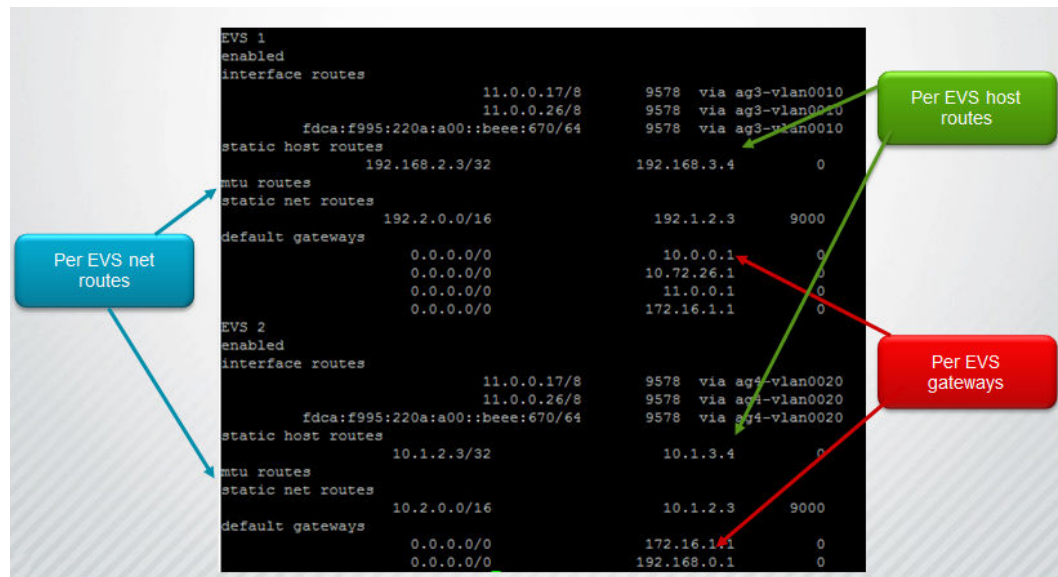 EVS 1
enabled
interface routes
11.0.0.17/8 9578 via ag3-vlan0010
11.0.0.26/8 9578 via ag3-vlan0010
fdca:f995:220a:a00::beee:670/64 9578 via ag3-vlan0010
static host routes
192.168.2.3/32 192.168.3.4 0
mtu routes
static net routes
192.2.0.0/16 192.1.2.3 9000
default gateways
0.0.0.0/0 10.0.0.1 0
0.0.0.0/0 10.72.26.1 0
0.0.0.0/0 11.0.0.1 0
0.0.0.0/0 172.16.1.1 0
EVS 2
enabled
interface routes
11.0.0.17/8 9578 via ag4-vlan0020
11.0.0.26/8 9578 via ag4-vlan0020
fdca:f995:220a:a00::beee:670/64 9578 via ag4-vlan0020
static host routes
10.1.2.3/32 10.1.3.4 0
mtu routes
static net routes
10.2.0.0/16 10.1.2.3 9000
default gateways
0.0.0.0/0 172.16.1.1 0
0.0.0.0/0 192.168.0.1 0
Per EVS net
routes
Per EVS host
routes
Per EVS
gateways